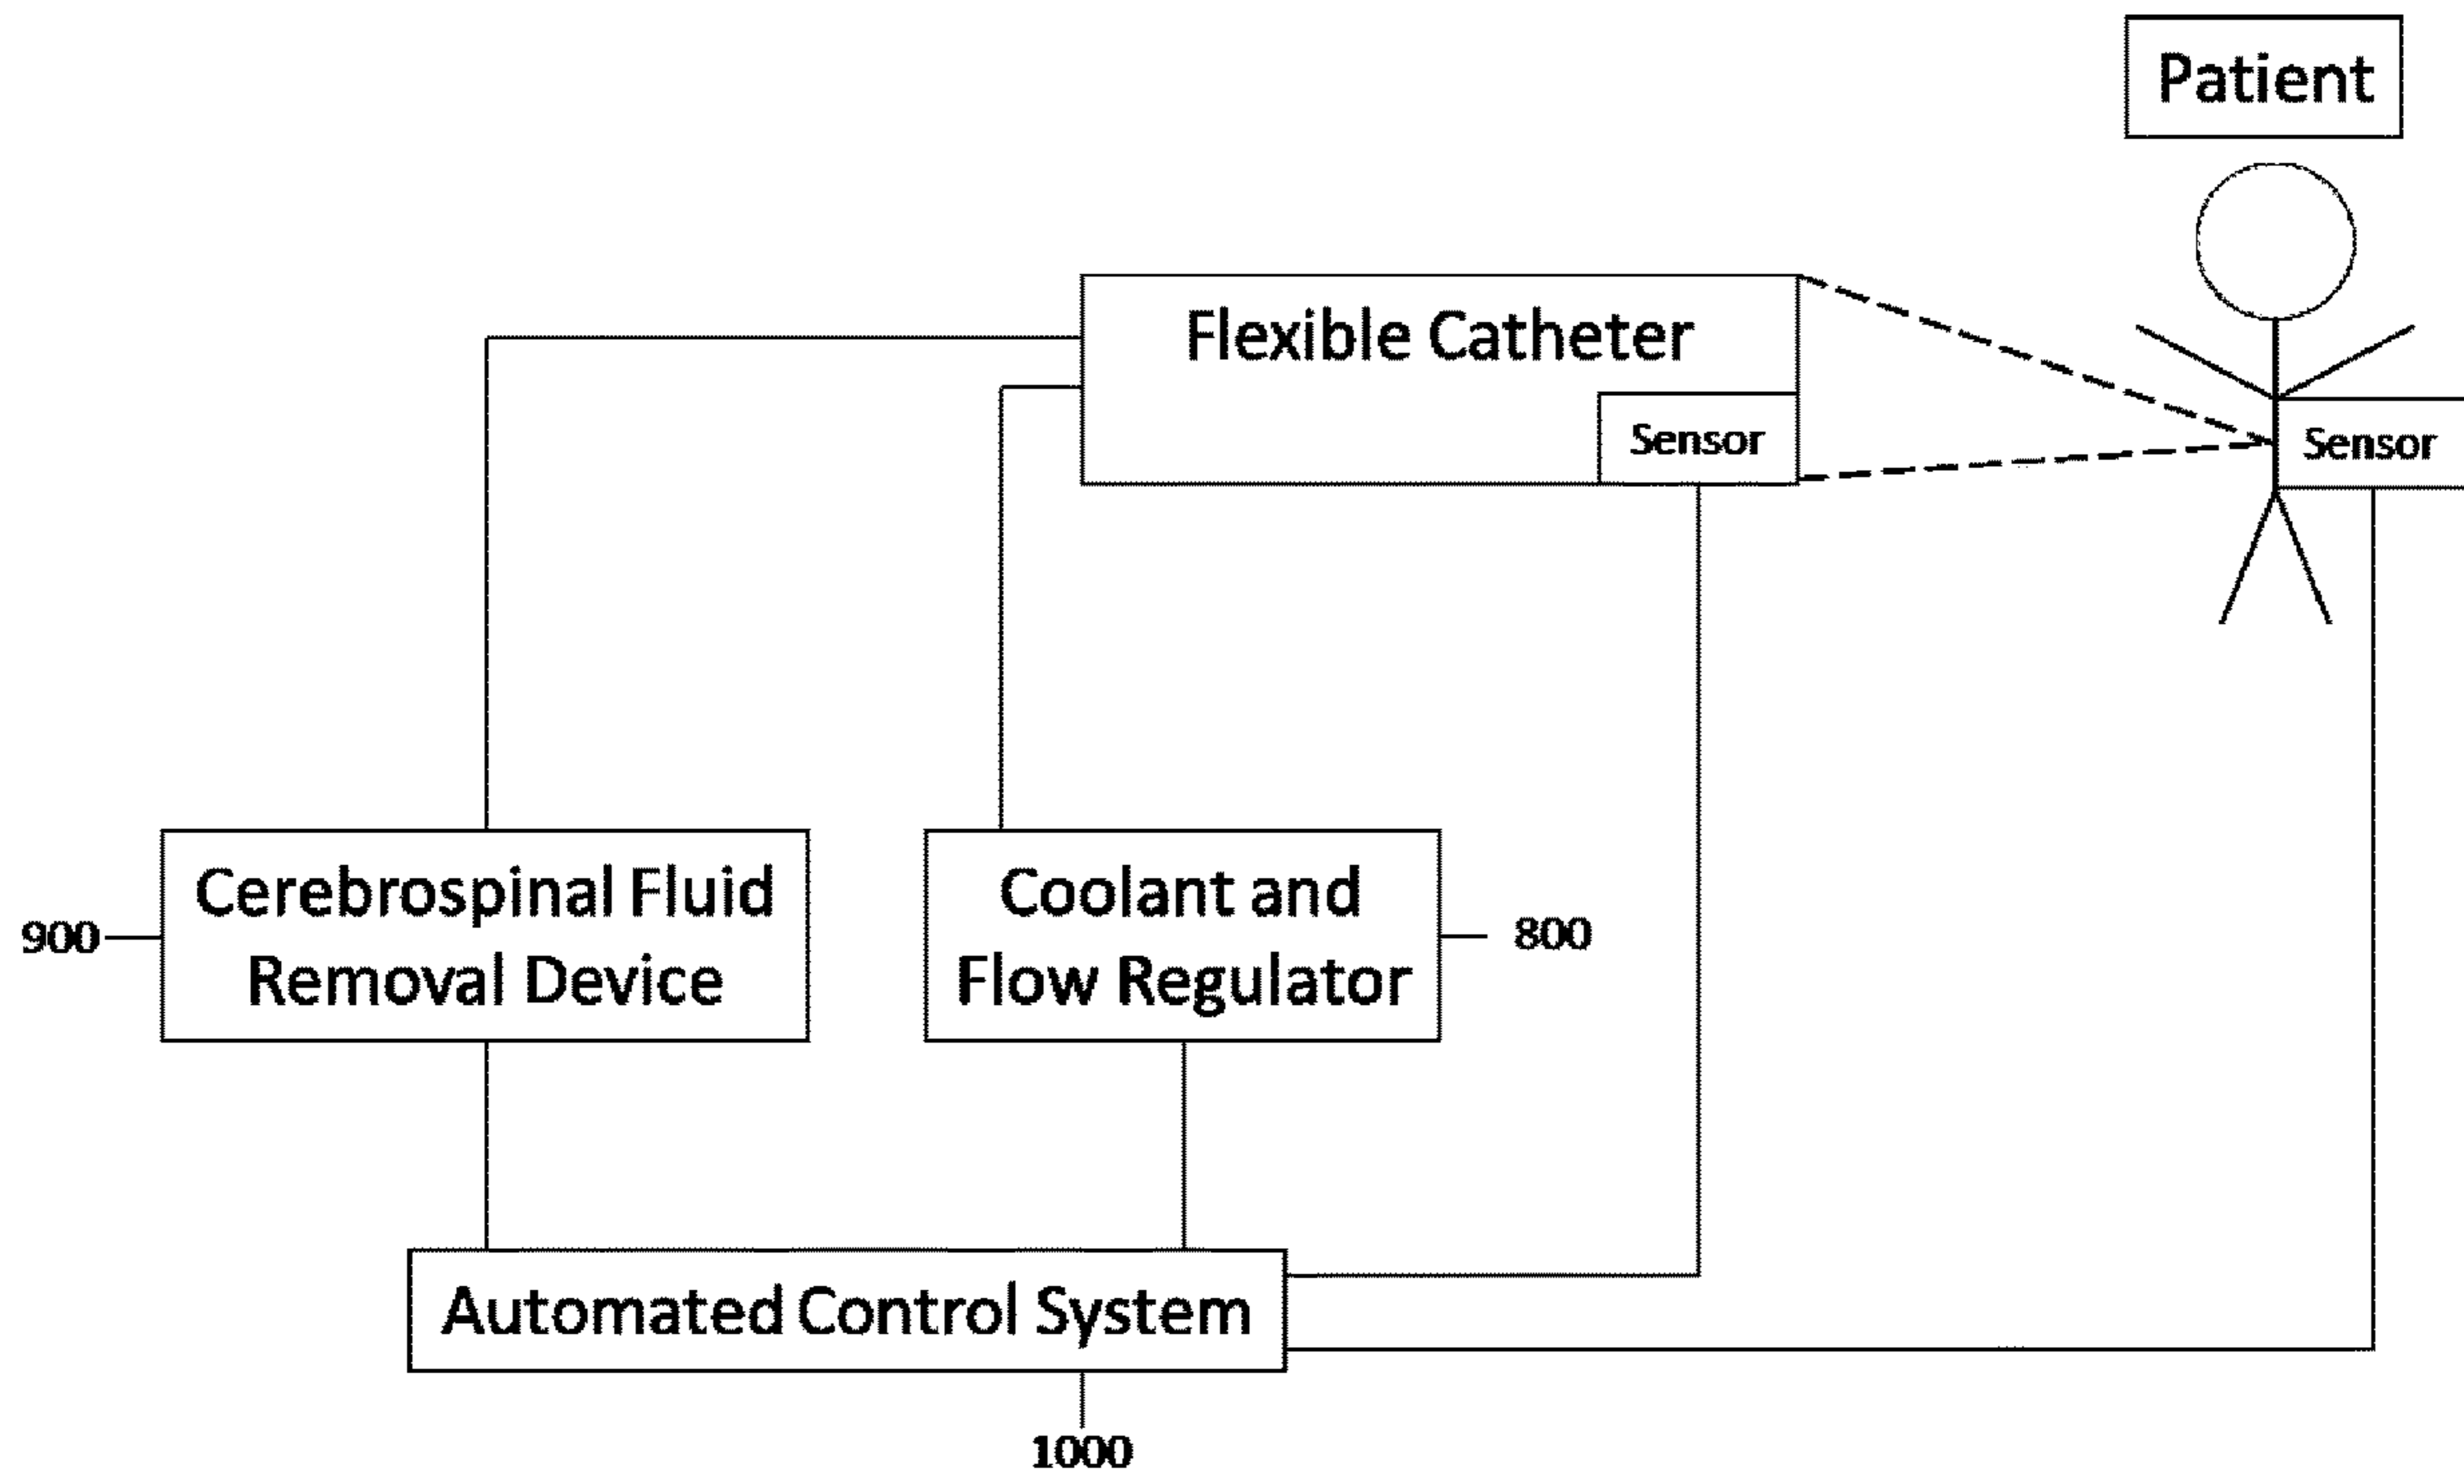 Patient
Flexible Catheter
Sensor
Sensor
Cerebrospinal Fluid
Removal Device
900
Coolant and
Flow Regulator
800
Automated Control System
1000